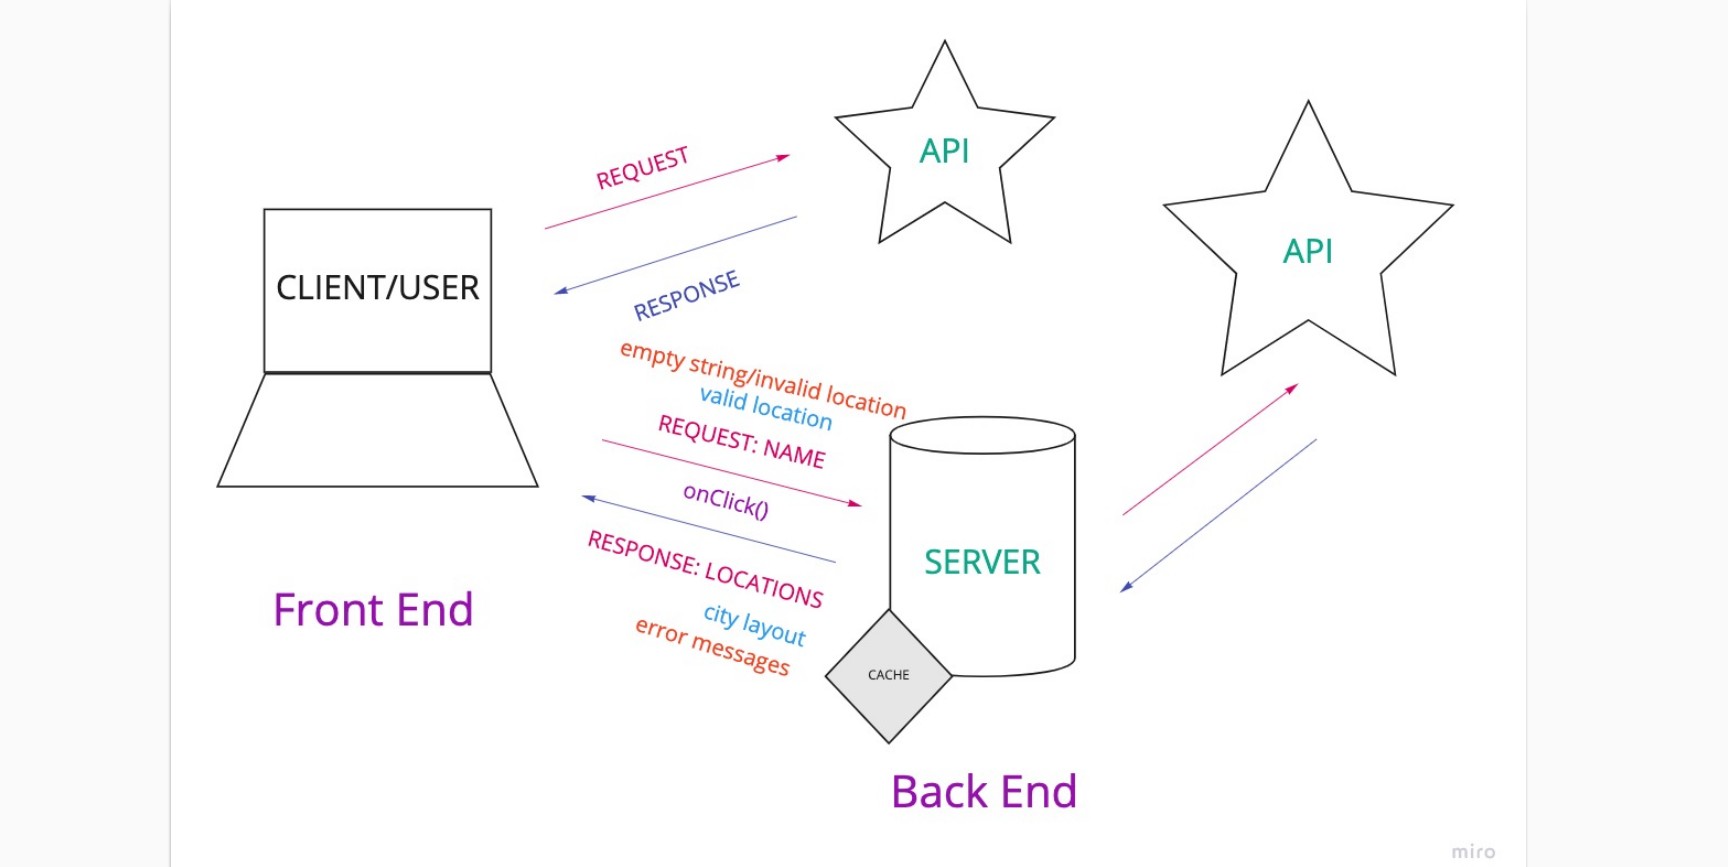 API
REQUEST
API
CLIENT/USER
RESPONSE
empty string/invalid location
valid location
REQUEST: NAME
onClick()
RESPONSE: LOCATIONS
SERVER
city layout
error messages
Front End
CACHE
Back End
miro